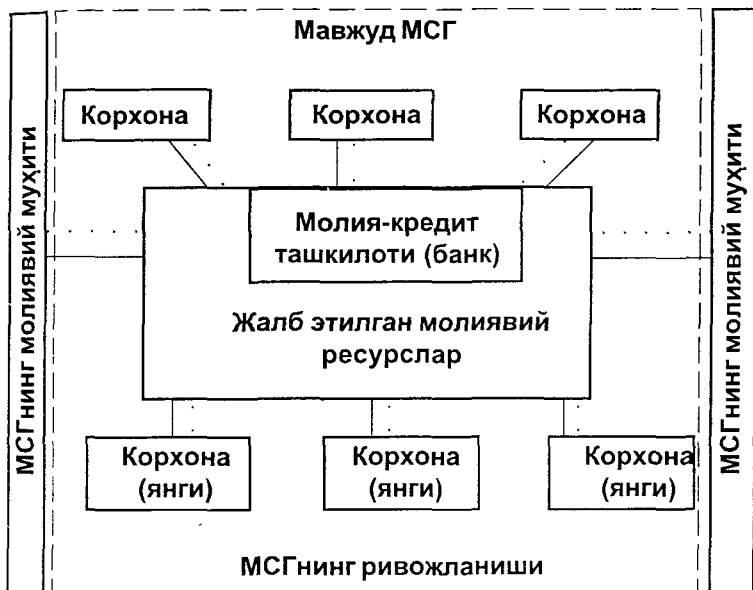 Мавжуд МСГ
МСГнинг молиявий муҳити
Корхона
Корхона
Корхона
Молия-кредит
ташкилоти (банк)
Жалб этилган молиявий
ресурслар
Корхона
(янги)
Корхона
(янги)
Корхона
(янги)
МСГнинг ривожланиши
МСГнинг молиявий муҳити